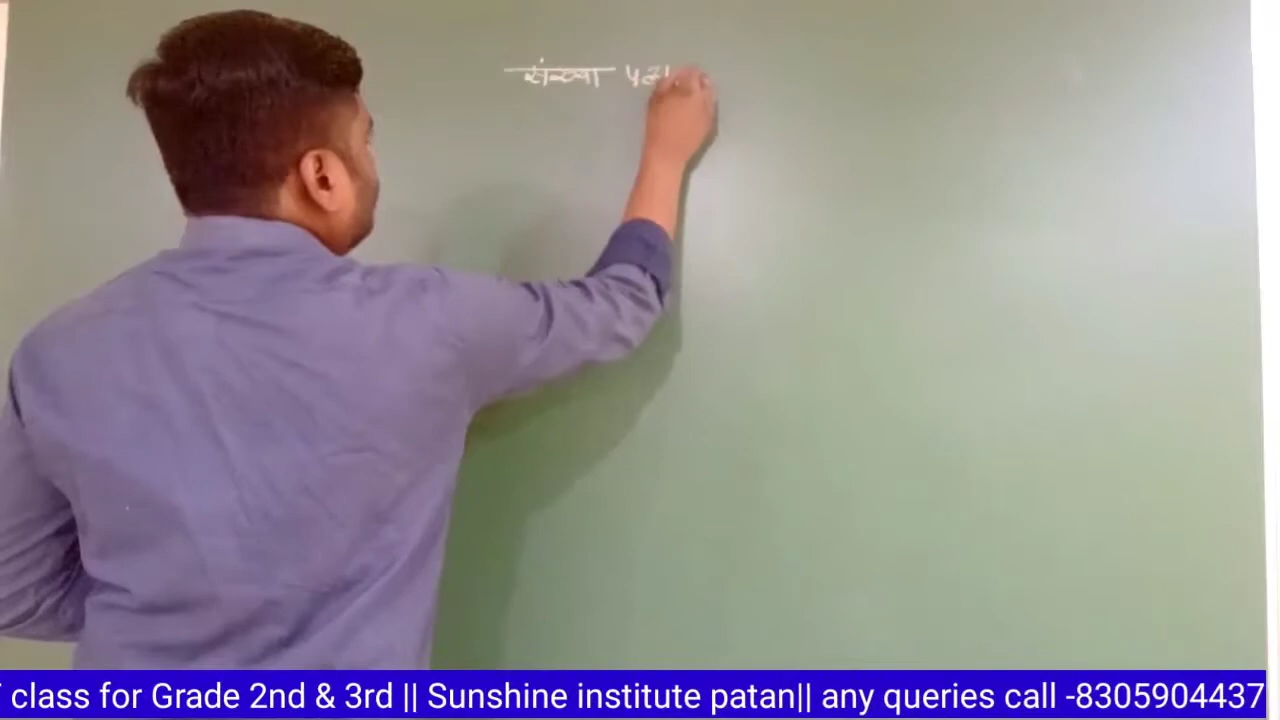 संख्या
class for Grade 2nd & 3rd || Sunshine institute patan|| any queries call -8305904437